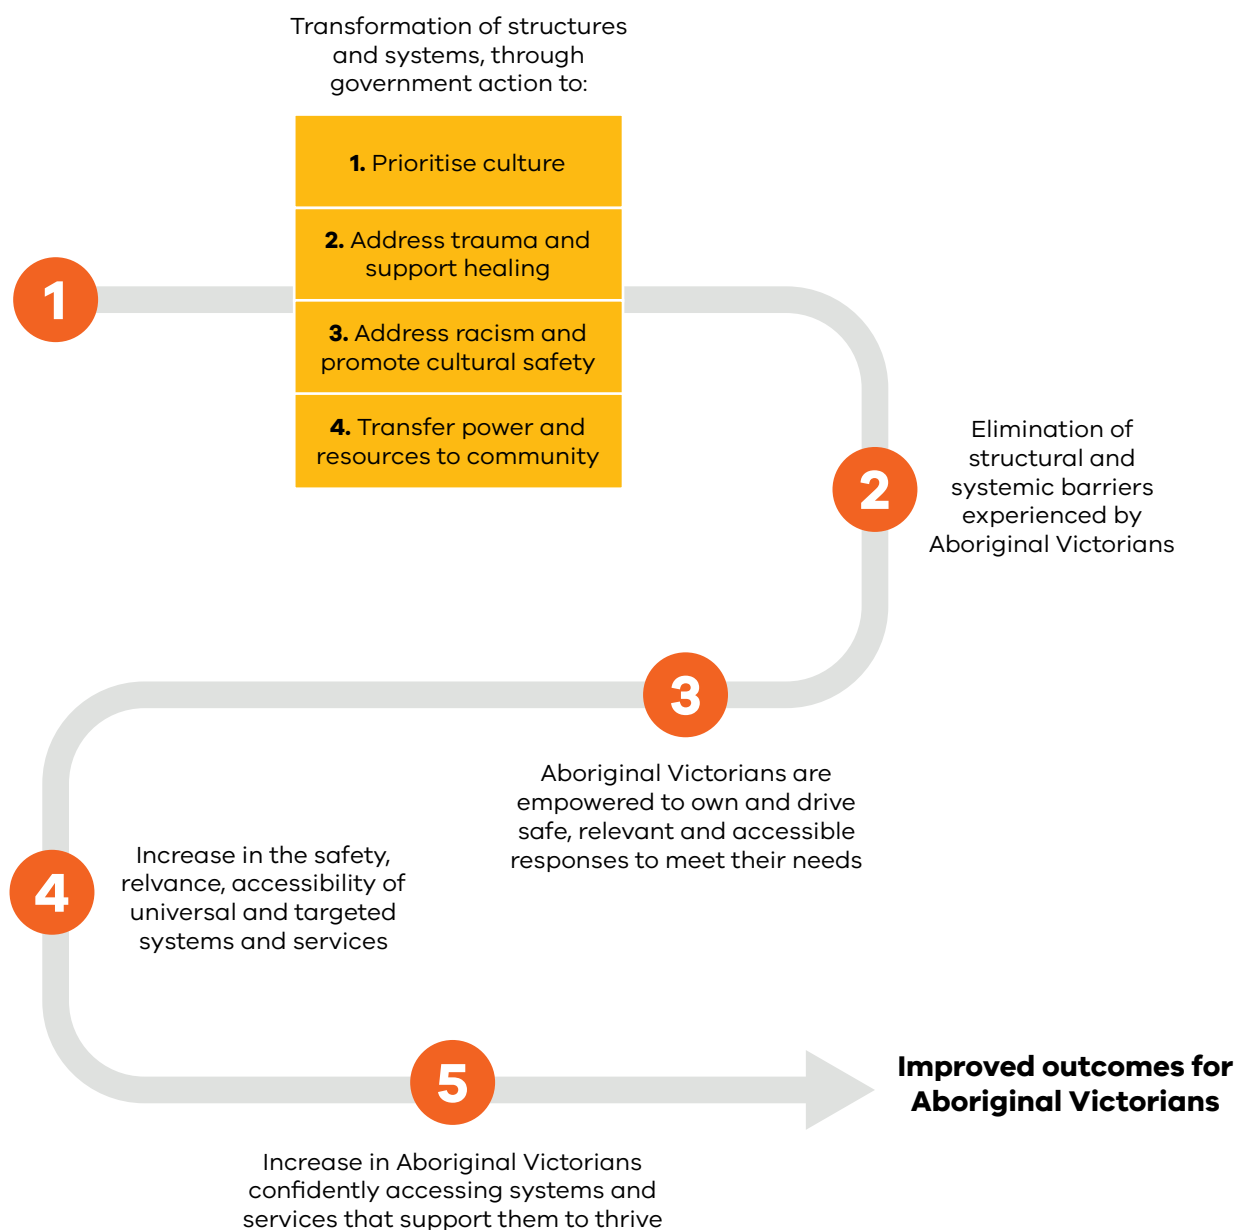 Transformation of structures
and systems, through
government action to:
1. Prioritise culture
2. Address trauma and
support healing
3. Address racism and
promote cultural safety
4. Transfer power and
resources to community
1
2
Elimination of
structural and
systemic barriers
experienced by
Aboriginal Victorians
3
Aboriginal Victorians are
empowered to own and drive
safe, relevant and accessible
responses to meet their needs
4
Increase in the safety,
relvance, accessibility of
universal and targeted
systems and services
5
Increase in Aboriginal Victorians
confidently accessing systems and
services that support them to thrive
Improved outcomes for
Aboriginal Victorians